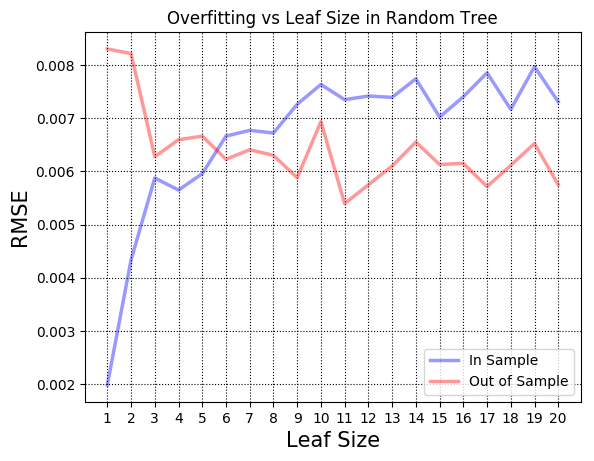 Overfitting vs Leaf Size in Random Tree
0.008
0.007
0.006
0.005
0.004
0.003
0.002
RMSE
In Sample
Out of Sample
1 2 3 4 5 6 7 8 9 10 11 12 13 14 15 16 17 18 19 20
Leaf Size